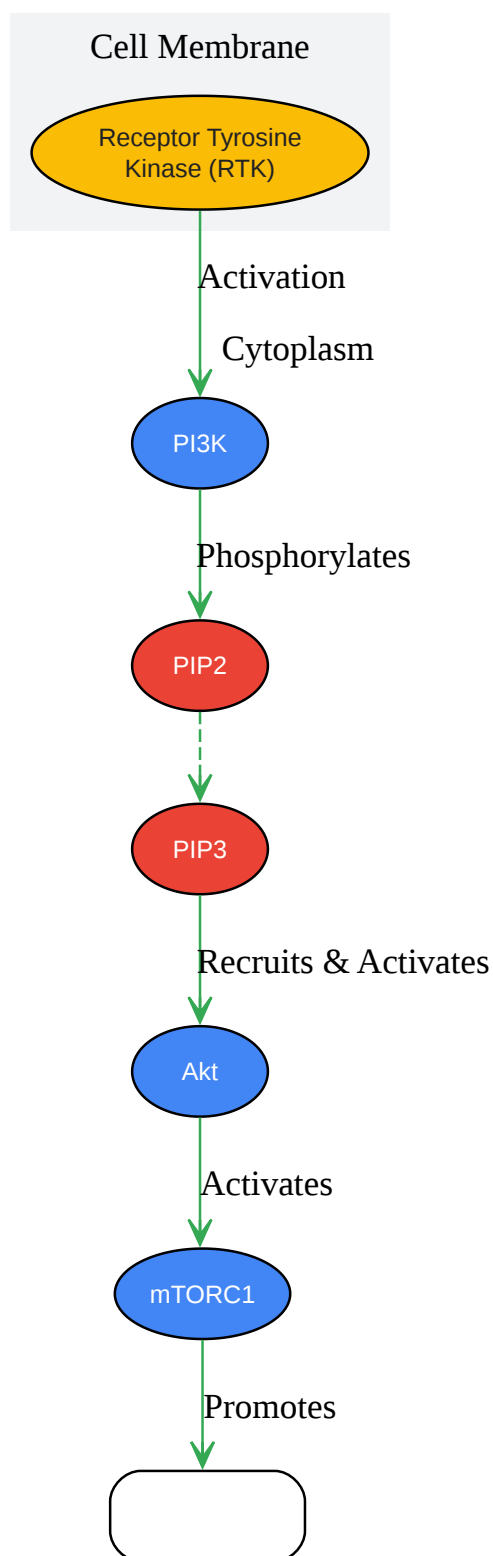 Cell Membrane
Receptor Tyrosine
Kinase (RTK)
Activation
Cytoplasm
PI3K
Phosphorylates
PIP2
PIP3
Recruits & Activates
Akt
Activates
mTORC1
Promotes